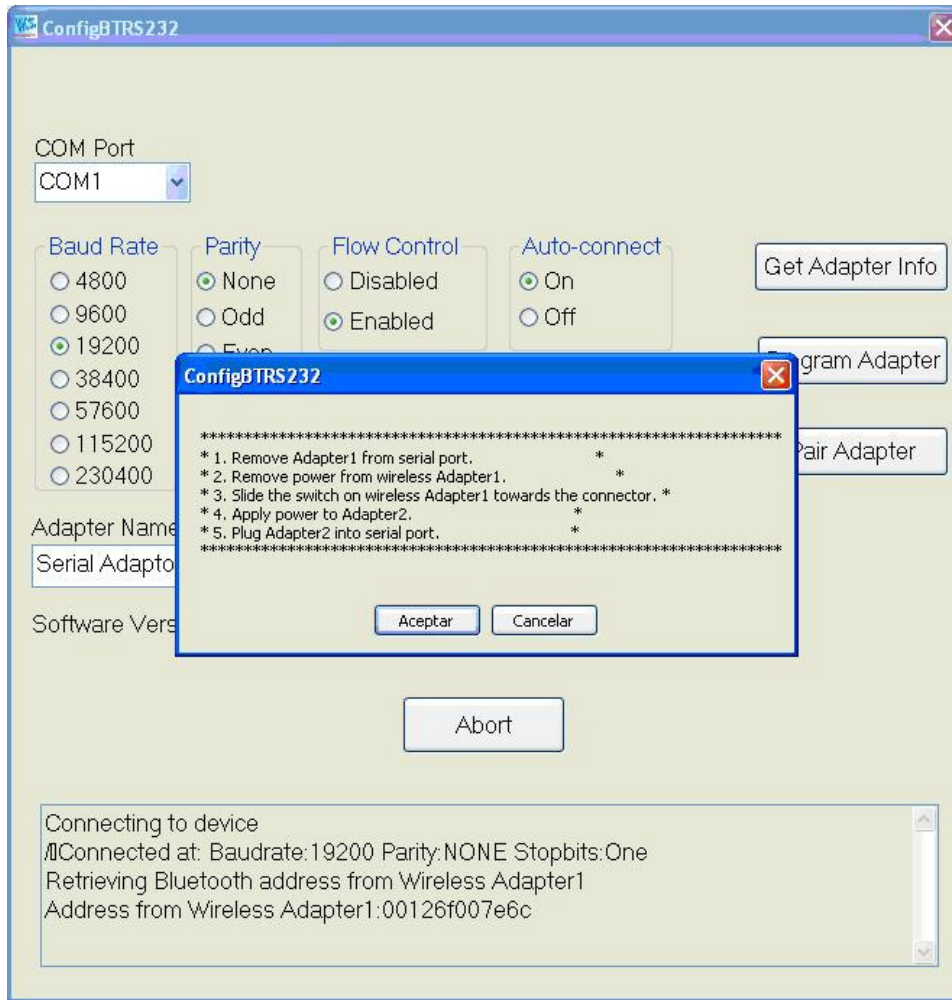 ConfigBTRS232
COM Port
COM1
Baud Rate
4800
9600
19200
38400
57600
115200
230400
Parity
None
Odd
Even
Flow Control
Disabled
Enabled
Auto-connect
On
Off
Get Adapter Info
gram Adapter
Pair Adapter
Adapter Name
Serial Adapto
Software Vers
ConfigBTRS232
*******************************************************************
* 1. Remove Adapter1 from serial port. *
* 2. Remove power from wireless Adapter1. *
* 3. Slide the switch on wireless Adapter1 towards the connector. *
* 4. Apply power to Adapter2. *
* 5. Plug Adapter2 into serial port. *
*******************************************************************
Aceptar
Cancelar
Abort
Connecting to device
Connected at: Baudrate:19200 Parity:NONE Stopbits:One
Retrieving Bluetooth address from Wireless Adapter1
Address from Wireless Adapter1:00126f007e6c